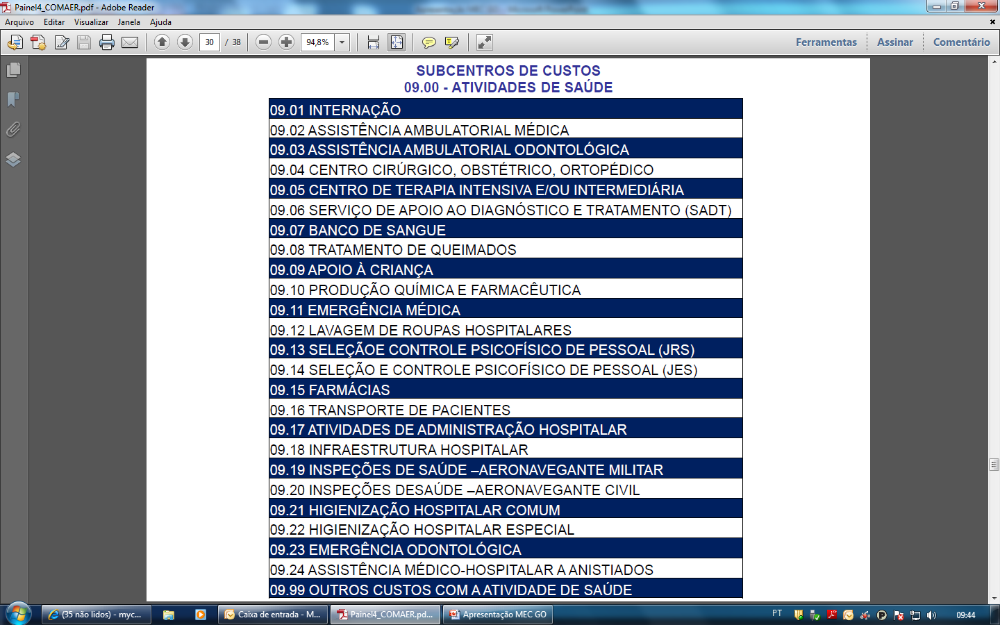 Painel4_COMAER.pdf - Adobe Reader
Arquivo Editar Visualizar Janela Ajuda
30 / 38 94,8% Ferramentas Assinar Comentário
SUBCENTROS DE CUSTOS
09.00 - ATIVIDADES DE SAÚDE
09.01 INTERNAÇÃO
09.02 ASSISTÊNCIA AMBULATORIAL MÉDICA
09.03 ASSISTÊNCIA AMBULATORIAL ODONTOLÓGICA
09.04 CENTRO CIRÚRGICO, OBSTÉTRICO, ORTOPÉDICO
09.05 CENTRO DE TERAPIA INTENSIVA E/OU INTERMEDIÁRIA
09.06 SERVIÇO DE APOIO AO DIAGNÓSTICO E TRATAMENTO (SADT)
09.07 BANCO DE SANGUE
09.08 TRATAMENTO DE QUEIMADOS
09.09 APOIO À CRIANÇA
09.10 PRODUÇÃO QUÍMICA E FARMACÊUTICA
09.11 EMERGÊNCIA MÉDICA
09.12 LAVAGEM DE ROUPAS HOSPITALARES
09.13 SELEÇÃOE CONTROLE PSICOFÍSICO DE PESSOAL (JRS)
09.14 SELEÇÃO E CONTROLE PSICOFÍSICO DE PESSOAL (JES)
09.15 FARMÁCIAS
09.16 TRANSPORTE DE PACIENTES
09.17 ATIVIDADES DE ADMINISTRAÇÃO HOSPITALAR
09.18 INFRAESTRUTURA HOSPITALAR
09.19 INSPEÇÕES DE SAÚDE –AERONAVEGANTE MILITAR
09.20 INSPEÇÕES DESAÚDE –AERONAVEGANTE CIVIL
09.21 HIGIENIZAÇÃO HOSPITALAR COMUM
09.22 HIGIENIZAÇÃO HOSPITALAR ESPECIAL
09.23 EMERGÊNCIA ODONTOLÓGICA
09.24 ASSISTÊNCIA MÉDICO-HOSPITALAR A ANISTIADOS
09.99 OUTROS CUSTOS COM A ATIVIDADE DE SAÚDE
(35 não lidos) - myc... Caixa de entrada - M... Painel4_COMAER.pd... Apresentação MEC GO PT 09:44